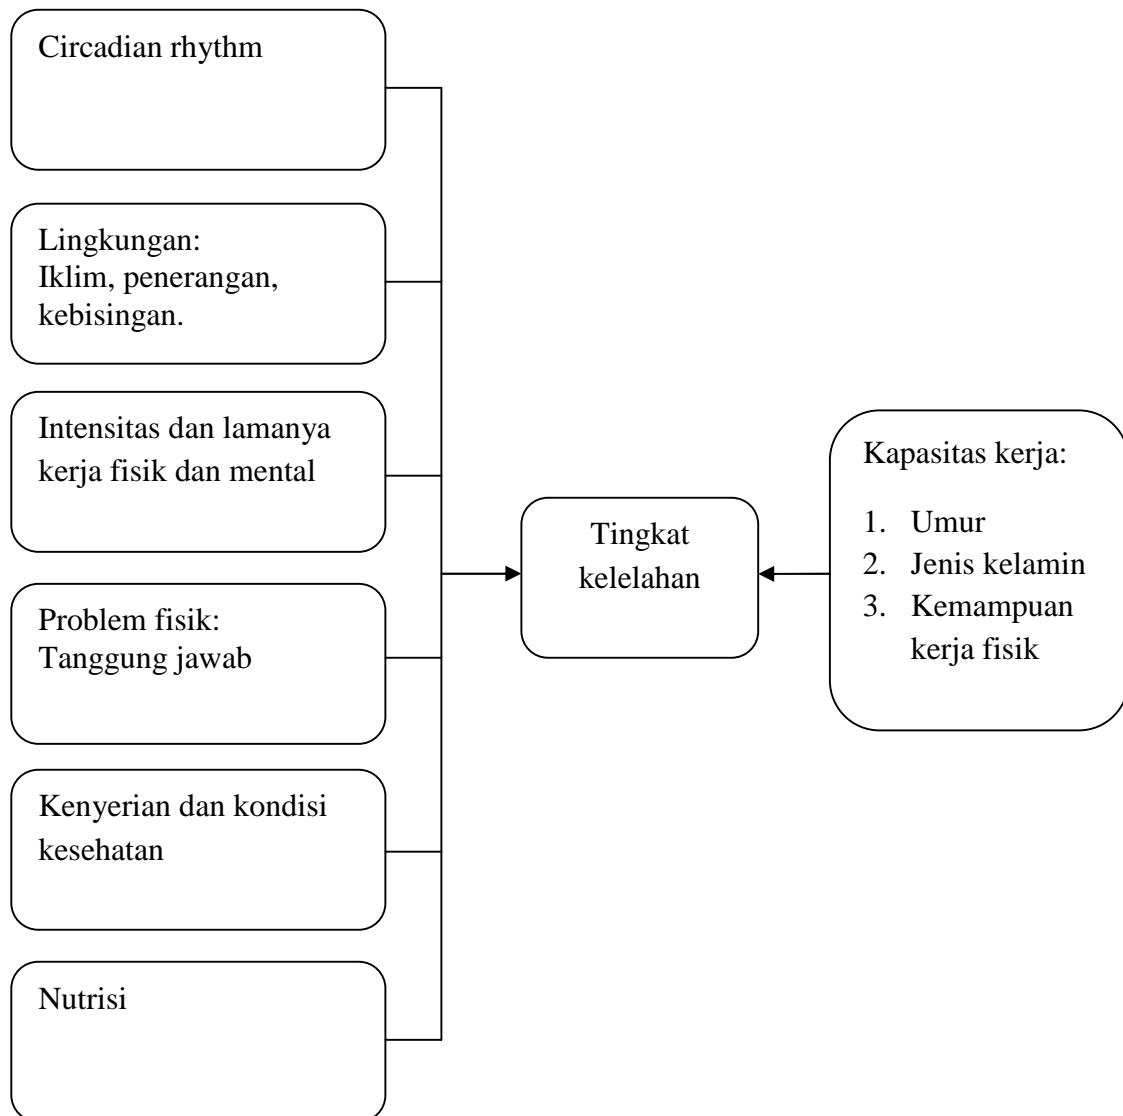 Circadian rhythm
Lingkungan:
Iklim, penerangan,
kebisingan.
Intensitas dan lamanya
kerja fisik dan mental
Problem fisik:
Tanggung jawab
Kenyerian dan kondisi
kesehatan
Nutrisi
Tingkat
kelelahan
Kapasitas kerja:
1. Umur
2. Jenis kelamin
3. Kemampuan
kerja fisik